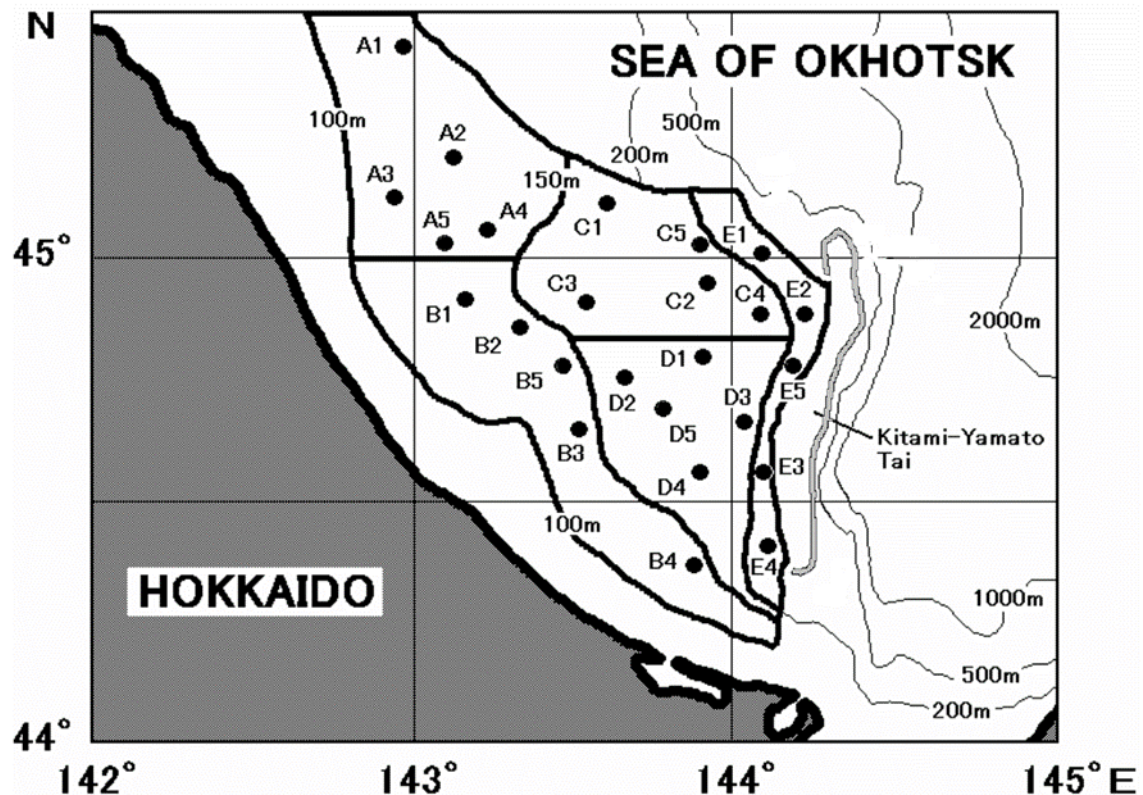 N
SEA OF OKHOTSK
A1
100m
500m
A2
200m
A3
150m
A5
A4
C1
C5
E1
45°
C3
C2
C4
E2
B1
B2
2000m
D1
B5
D2
D3
E5
D5
B3
Kitami-Yamato
Tai
D4
E3
100m
B4
E4
HOKKAIDO
1000m
500m
200m
44°
142°
143°
144°
145°E